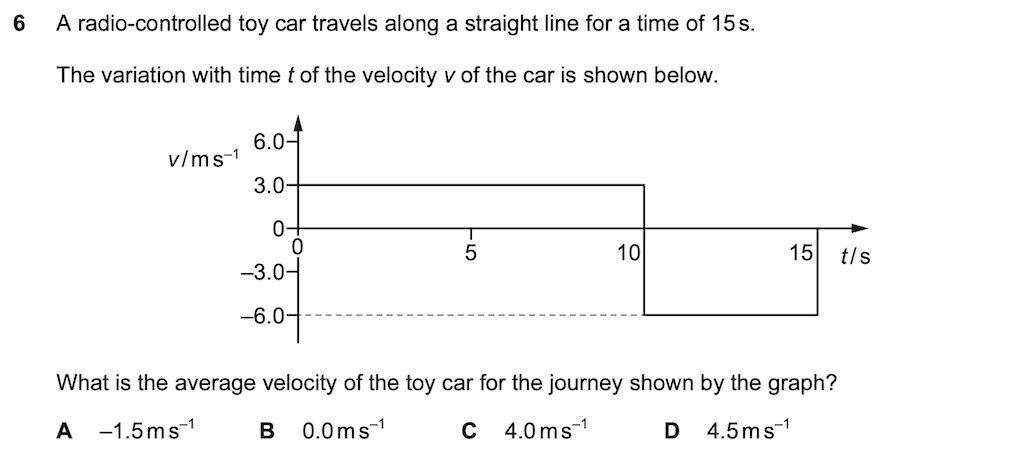 6 A radio-controlled toy car travels along a straight line for a time of 15 s.
The variation with time t of the velocity v of the car is shown below.
6.0
v/m s⁻¹
3.0
0
0
5
10
15
t/s
–3.0
–6.0
What is the average velocity of the toy car for the journey shown by the graph?
A –1.5 m s⁻¹ B 0.0 m s⁻¹ C 4.0 m s⁻¹ D 4.5 m s⁻¹